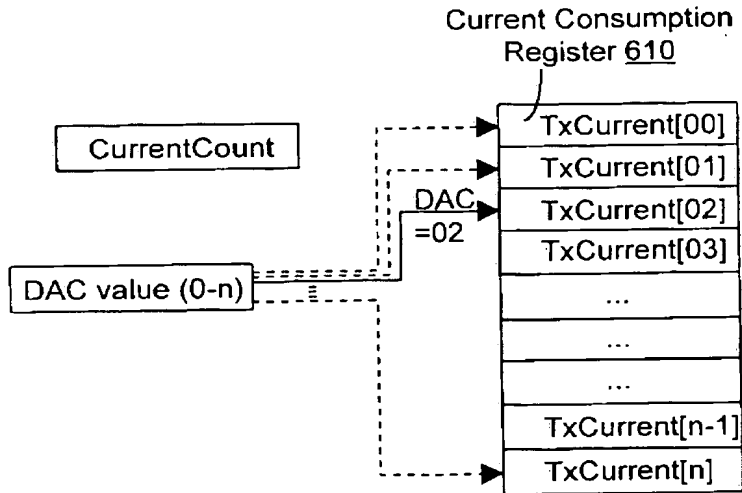 Current Consumption
Register 610
CurrentCount
DAC value (0-n)
DAC
=02
TxCurrent[00]
TxCurrent[01]
TxCurrent[02]
TxCurrent[03]
...
...
...
TxCurrent[n-1]
TxCurrent[n]